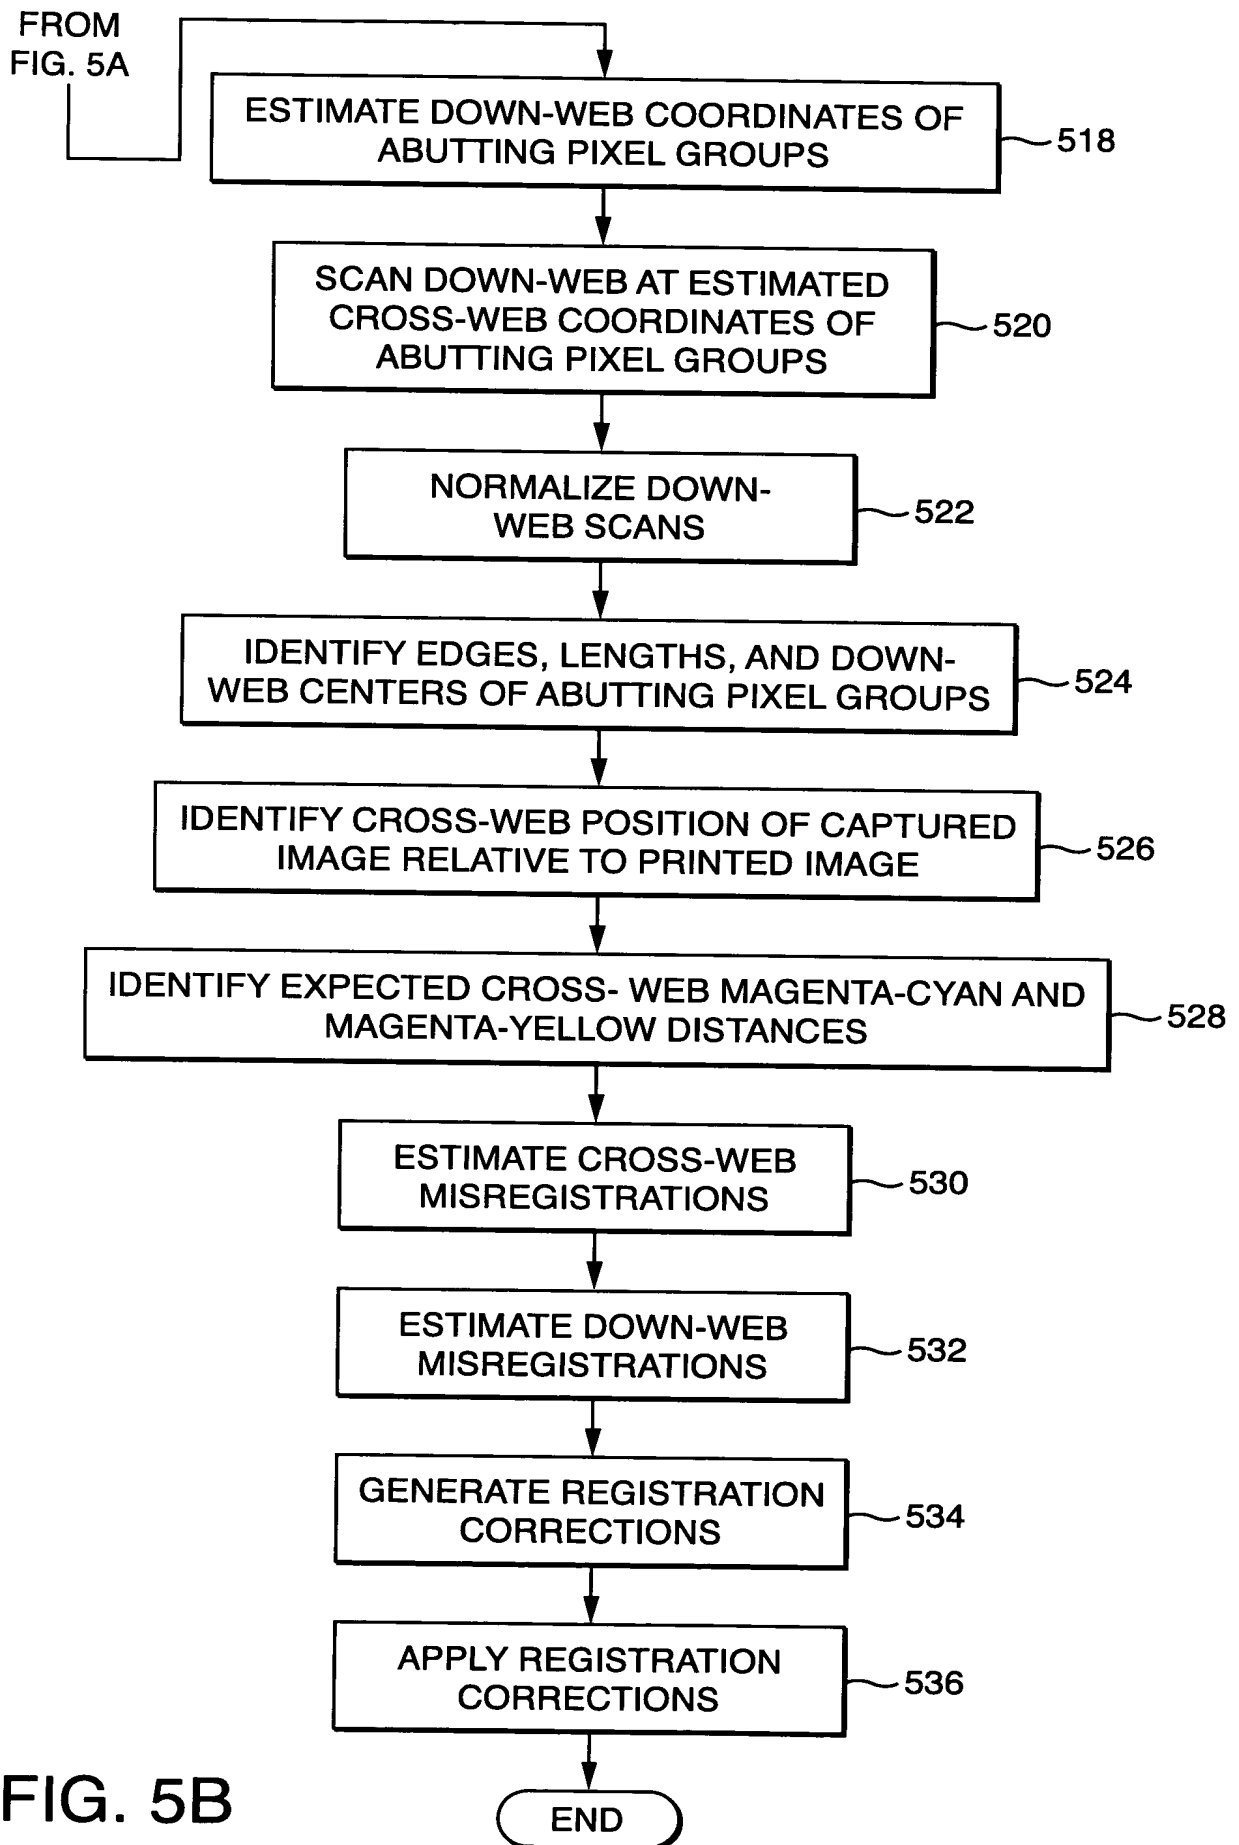 FROM
FIG. 5A
ESTIMATE DOWN-WEB COORDINATES OF
ABUTTING PIXEL GROUPS
518
SCAN DOWN-WEB AT ESTIMATED
CROSS-WEB COORDINATES OF
ABUTTING PIXEL GROUPS
520
NORMALIZE DOWN-
WEB SCANS
522
IDENTIFY EDGES, LENGTHS, AND DOWN-
WEB CENTERS OF ABUTTING PIXEL GROUPS
524
IDENTIFY CROSS-WEB POSITION OF CAPTURED
IMAGE RELATIVE TO PRINTED IMAGE
526
IDENTIFY EXPECTED CROSS- WEB MAGENTA-CYAN AND
MAGENTA-YELLOW DISTANCES
528
ESTIMATE CROSS-WEB
MISREGISTRATIONS
530
ESTIMATE DOWN-WEB
MISREGISTRATIONS
532
GENERATE REGISTRATION
CORRECTIONS
534
APPLY REGISTRATION
CORRECTIONS
536
END
FIG. 5B